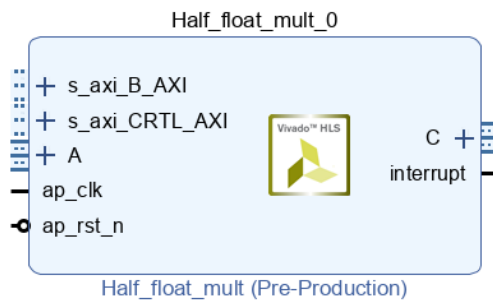 Half_float_mult_0
s_axi_B_AXI
s_axi_CRTL_AXI
A
ap_clk
ap_rst_n
Vivado™ HLS
C
interrupt
Half_float_mult (Pre-Production)